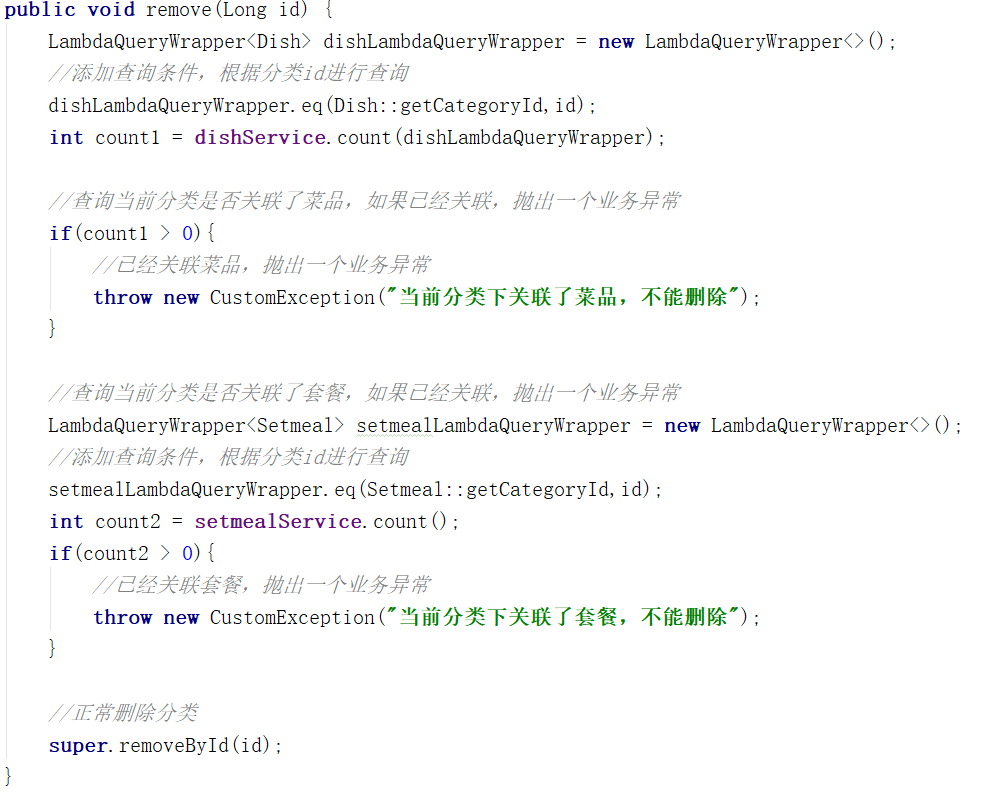 public void remove(Long id) {
LambdaQueryWrapper<Dish> dishLambdaQueryWrapper = new LambdaQueryWrapper<>();
//添加查询条件，根据分类id进行查询
dishLambdaQueryWrapper.eq(Dish::getCategoryId,id);
int count1 = dishService.count(dishLambdaQueryWrapper);
//查询当前分类是否关联了菜品，如果已经关联，抛出一个业务异常
if(count1 > 0){
//已经关联菜品，抛出一个业务异常
throw new CustomException("当前分类下关联了菜品，不能删除");
}
//查询当前分类是否关联了套餐，如果已经关联，抛出一个业务异常
LambdaQueryWrapper<Setmeal> setmealLambdaQueryWrapper = new LambdaQueryWrapper<>();
//添加查询条件，根据分类id进行查询
setmealLambdaQueryWrapper.eq(Setmeal::getCategoryId,id);
int count2 = setmealService.count();
if(count2 > 0){
//已经关联套餐，抛出一个业务异常
throw new CustomException("当前分类下关联了套餐，不能删除");
}
//正常删除分类
super.removeById(id);
}